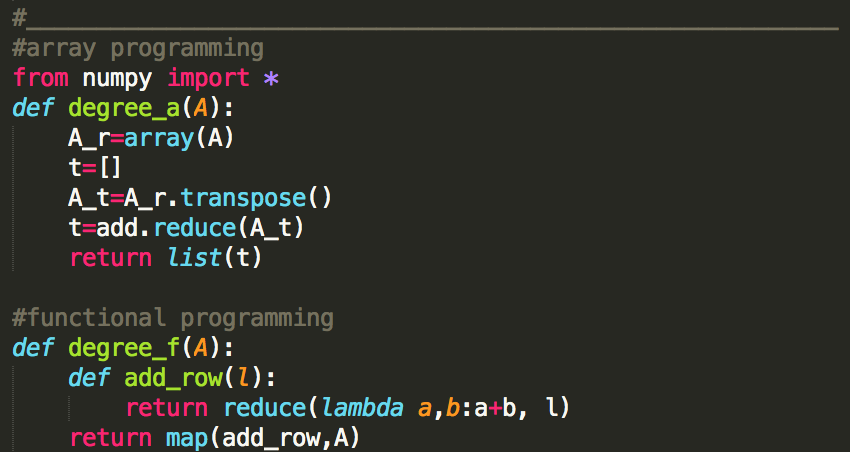 #__________________________________________________________
#array programming
from numpy import *
def degree_a(A):
    A_r=array(A)
    t=[]
    A_t=A_r.transpose()
    t=add.reduce(A_t)
    return list(t)

#functional programming
def degree_f(A):
    def add_row(l):
        return reduce(lambda a,b:a+b, l)
    return map(add_row,A)